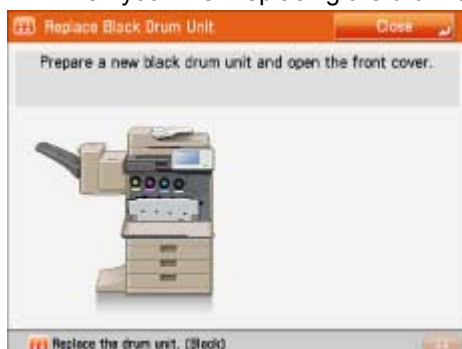 Replace Black Drum Unit
Close
Prepare a new black drum unit and open the front cover.
Replace the drum unit. (Black)